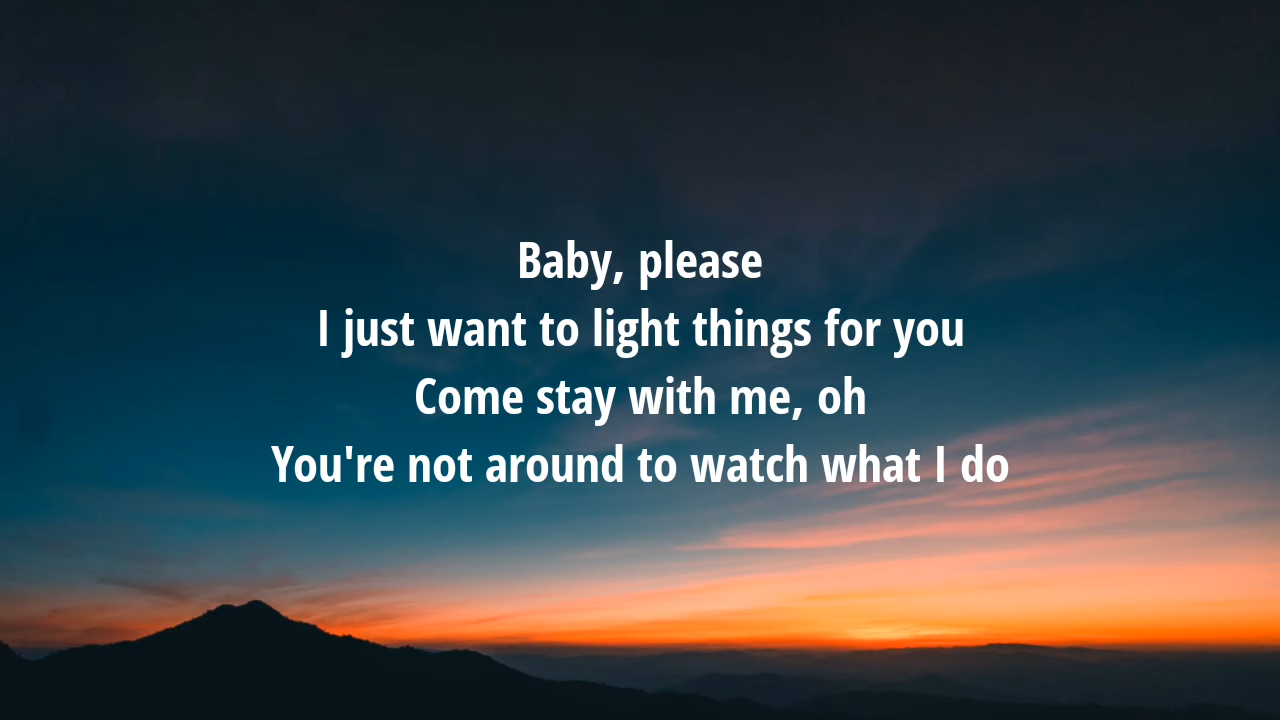 Baby, please
I just want to light things for you
Come stay with me, oh
You're not around to watch what I do